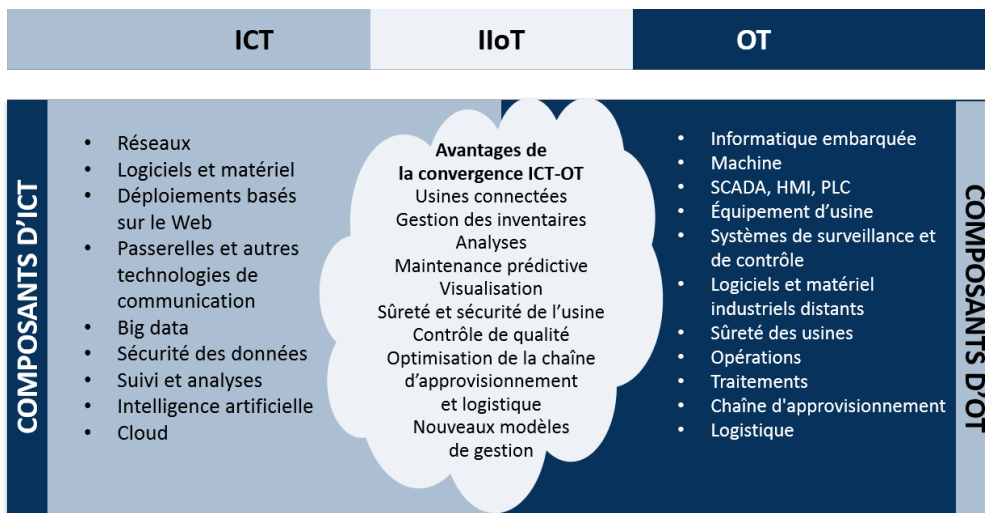 ICT
IIoT
OT
COMPOSANTS D’ICT
• Réseaux
• Logiciels et matériel
• Déploiements basés
sur le Web
• Passerelles et autres
technologies de
communication
• Big data
• Sécurité des données
• Suivi et analyses
• Intelligence artificielle
• Cloud
Avantages de
la convergence ICT-OT
Usines connectées
Gestion des inventaires
Analyses
Maintenance prédictive
Visualisation
Sûreté et sécurité de l’usine
Contrôle de qualité
Optimisation de la chaîne
d’approvisionnement
et logistique
Nouveaux modèles
de gestion
• Informatique embarquée
• Machine
• SCADA, HMI, PLC
• Équipement d’usine
• Systèmes de surveillance et
de contrôle
• Logiciels et matériel
industriels distants
• Sûreté des usines
• Opérations
• Traitements
• Chaîne d'approvisionnement
• Logistique
COMPOSANTS D’OT